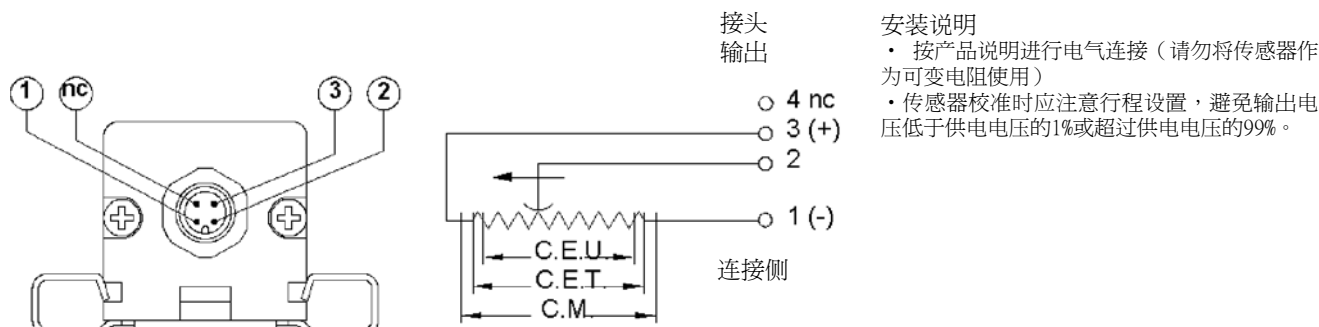 1
nc
3
2
接头
输出
4 nc
3 (+)
2
1 (-)
C.E.U.
C.E.T.
C.M.
连接侧
安装说明
• 按产品说明进行电气连接（请勿将传感器作
为可变电阻使用）
•传感器校准时应注意行程设置，避免输出电
压低于供电电压的1%或超过供电电压的99%。